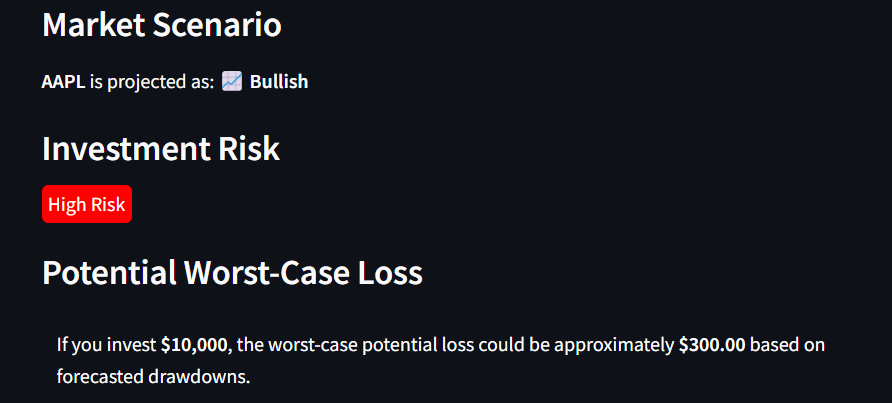 Market Scenario
AAPL is projected as: 📈 Bullish
Investment Risk
High Risk
Potential Worst-Case Loss
If you invest $10,000, the worst-case potential loss could be approximately $300.00 based on
forecasted drawdowns.